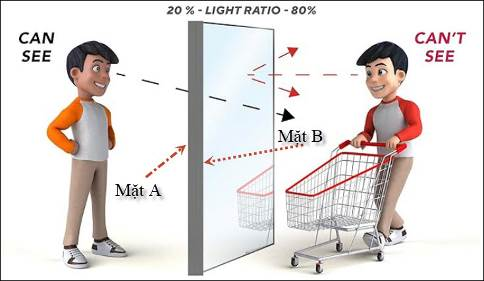 20 % - LIGHT RATIO - 80%
CAN
SEE
CAN'T
SEE
Mặt B
Mặt A